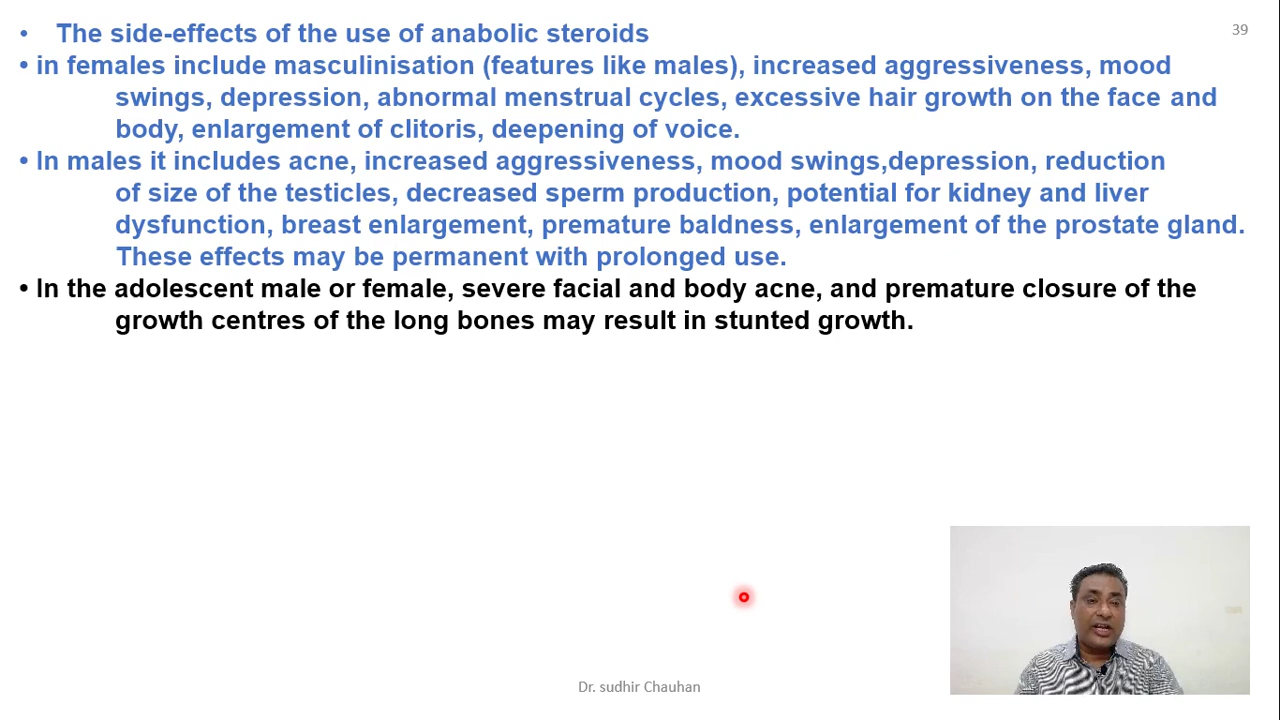 39
• The side-effects of the use of anabolic steroids
• in females include masculinisation (features like males), increased aggressiveness, mood
swings, depression, abnormal menstrual cycles, excessive hair growth on the face and
body, enlargement of clitoris, deepening of voice.
• In males it includes acne, increased aggressiveness, mood swings,depression, reduction
of size of the testicles, decreased sperm production, potential for kidney and liver
dysfunction, breast enlargement, premature baldness, enlargement of the prostate gland.
These effects may be permanent with prolonged use.
• In the adolescent male or female, severe facial and body acne, and premature closure of the
growth centres of the long bones may result in stunted growth.
Dr. sudhir Chauhan